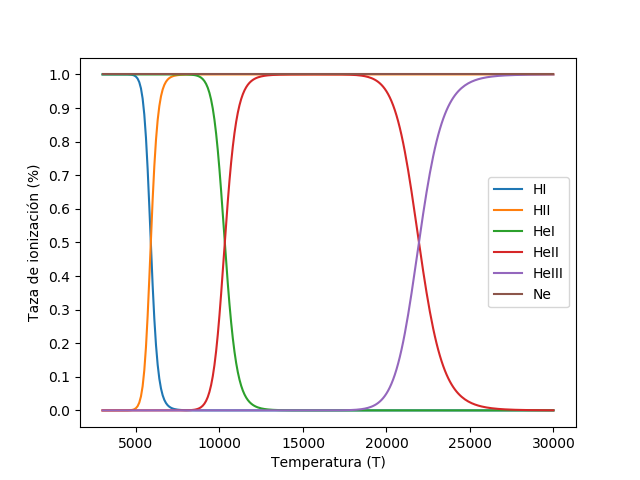 1.0
0.9
0.8
0.7
0.6
0.5
0.4
0.3
0.2
0.1
0.0
Taza de ionización (%)
HI
HII
HeI
HeII
HeIII
Ne
5000 10000 15000 20000 25000 30000
Temperatura (T)